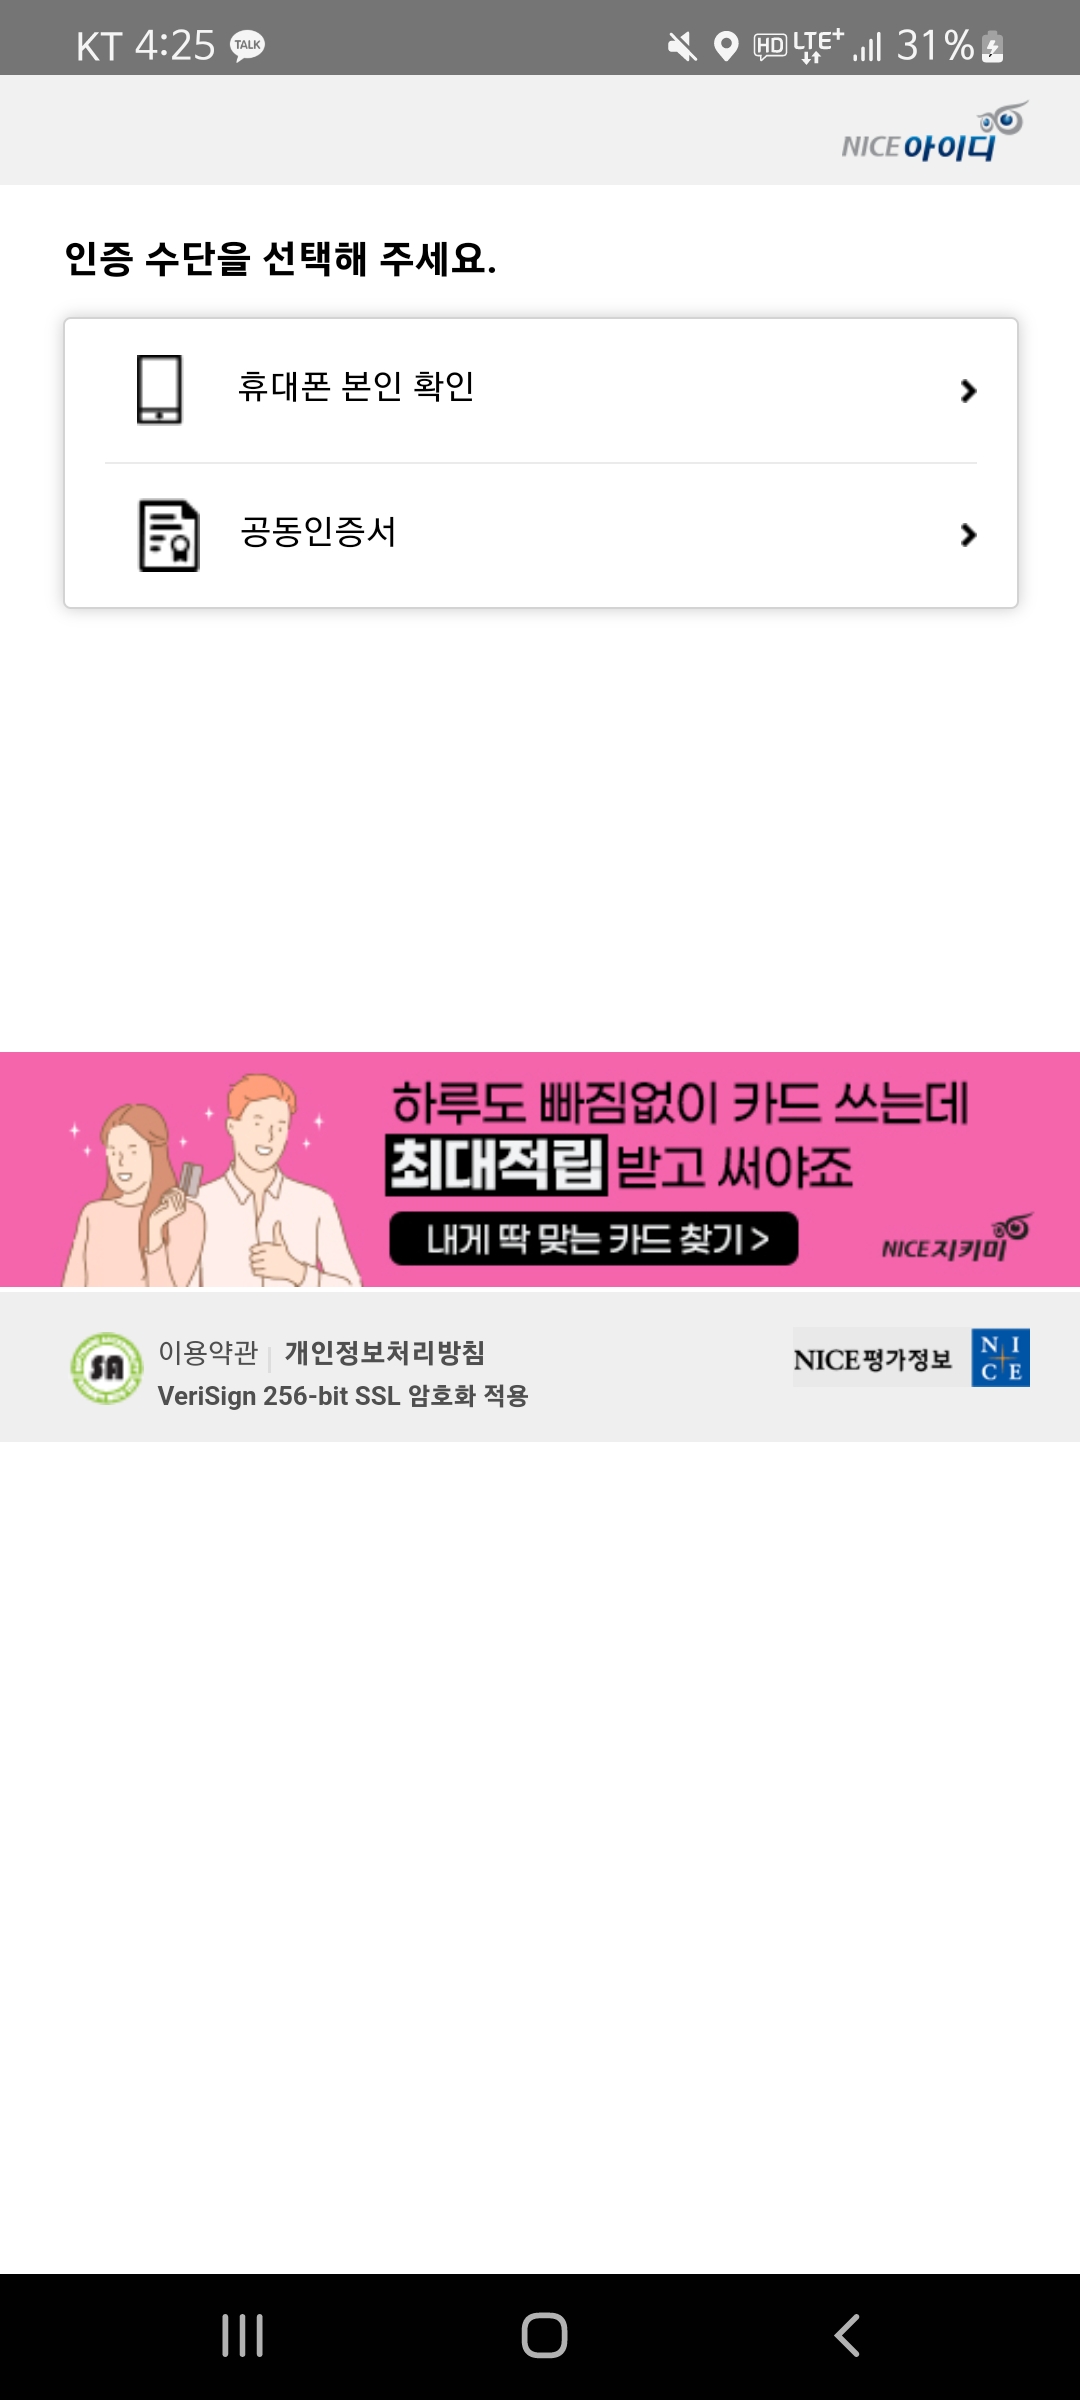 KT 4:25 TALK HD LTE+ 31%
NICE아이디
인증 수단을 선택해 주세요.
휴대폰 본인 확인
공동인증서
하루도 빠짐없이 카드 쓰는데
최대적립 받고 써야죠
내게 딱 맞는 카드 찾기 >
NICE지키미
SA
이용약관 | 개인정보처리방침
VeriSign 256-bit SSL 암호화 적용
NICE평가정보
NI
CE